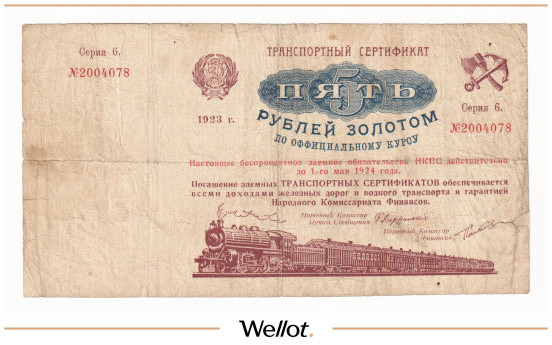 ТРАНСПОРТНЫЙ СЕРТИФИКАТ
Серия 6.
№2004078
1923 г.
5
ПЯТЬ
РУБЛЕЙ ЗОЛОТОМ
ПО ОФФИЦИАЛЬНОМУ КУРСУ
Серия 6.
№2004078
Настоящее беспроцентное заемное обязательство НКПС действительно
до 1-го мая 1924 года.
Погашение заемных ТРАНСПОРТНЫХ СЕРТИФИКАТОВ обеспечивается
всеми доходами железных дорог и водного транспорта и гарантией
Народного Комиссариата Финансов.
Народный Комиссар
Путей Сообщения
Народный Комиссар
Финансов
Wellot.